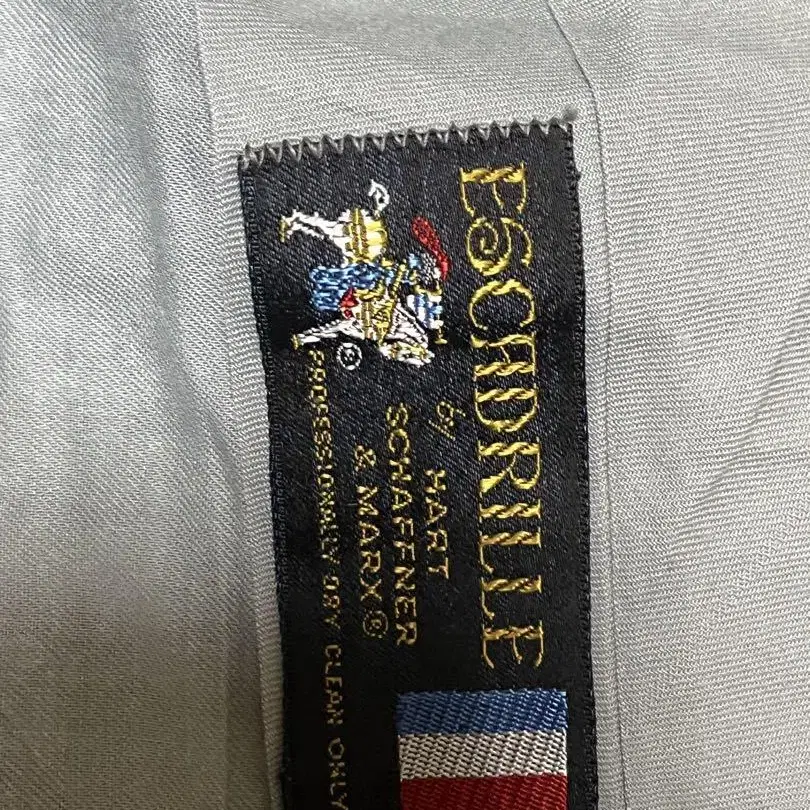 ESCADRILLE
by HART
SCHAFFNER
& MARX®
PROFESSIONALLY DRY CLEAN ONLY